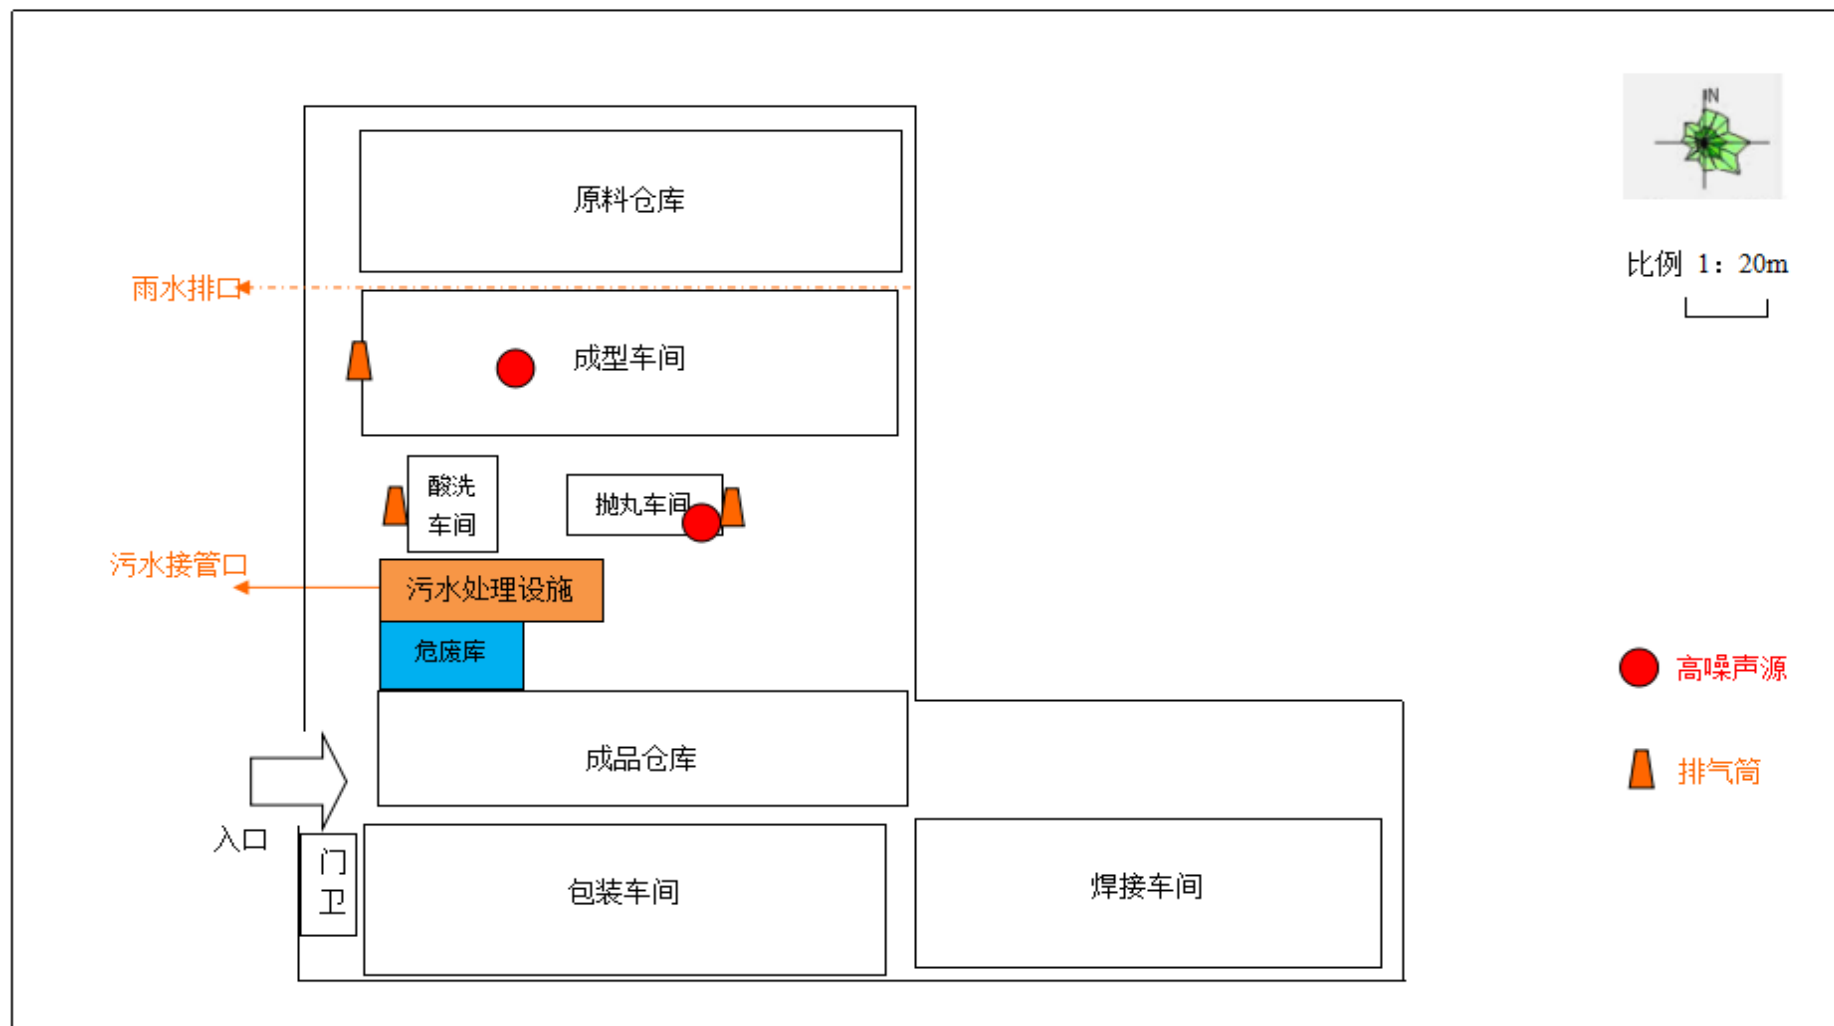 N
原料仓库
比例 1：20m
雨水排口
成型车间
酸洗
车间
抛丸车间
污水接管口
污水处理设施
危废库
高噪声源
成品仓库
排气筒
入口
门
卫
包装车间
焊接车间